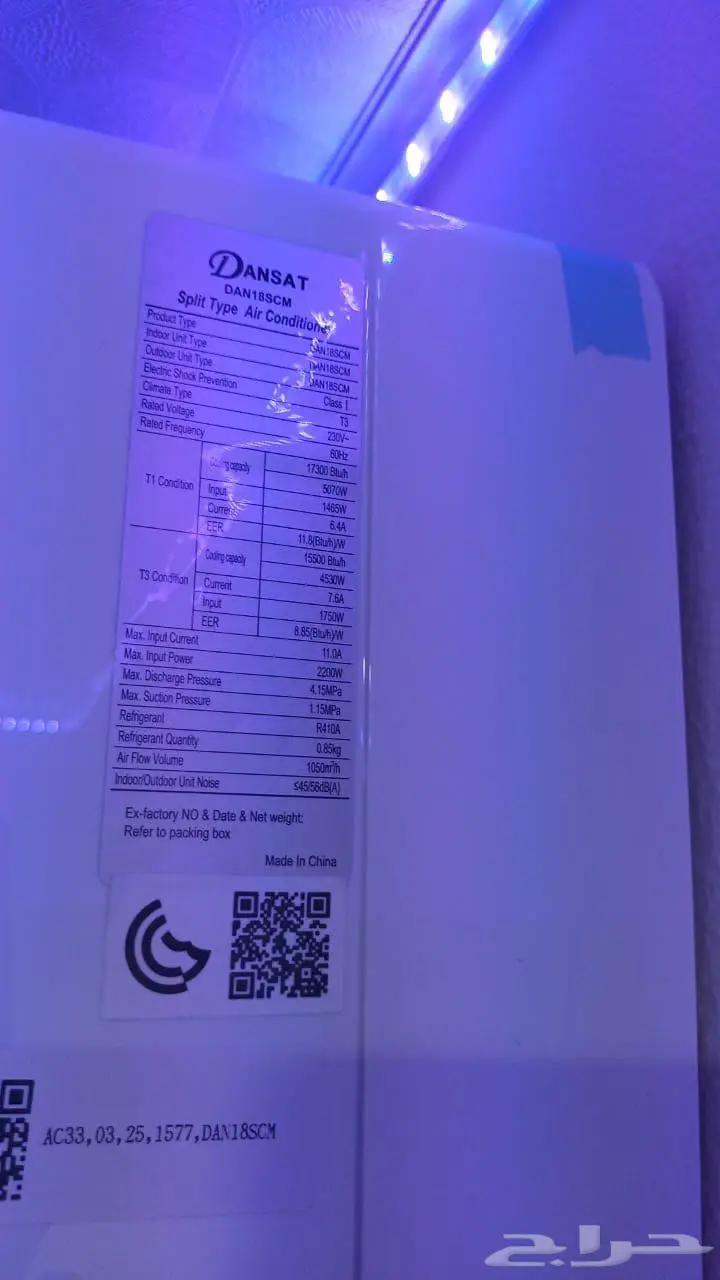 DANSAT
DAN18SCM
Split Type Air Conditioner
Product Type DAN18SCM
Indoor Unit Type DAN18SCM
Outdoor Unit Type DAN18SCM
Electric Shock Prevention Class I
Climate Type T3
Rated Voltage 230V~
Rated Frequency 60Hz
T1 Condition
Cooling capacity 17300 Btu/h
5070W
Input 1465W
Current 6.4A
EER 11.8(Btu/h)/W
T3 Condition
Cooling capacity 15500 Btu/h
4530W
Current 7.6A
Input 1750W
EER 8.85(Btu/h)/W
Max. Input Current 11.0A
Max. Input Power 2200W
Max. Discharge Pressure 4.15MPa
Max. Suction Pressure 1.15MPa
Refrigerant R410A
Refrigerant Quantity 0.85kg
Air Flow Volume 1050m³/h
Indoor/Outdoor Unit Noise ≤45/56dB(A)
Ex-factory NO & Date & Net weight:
Refer to packing box
Made In China
AC33,03,25,1577,DAN18SCM
حراج